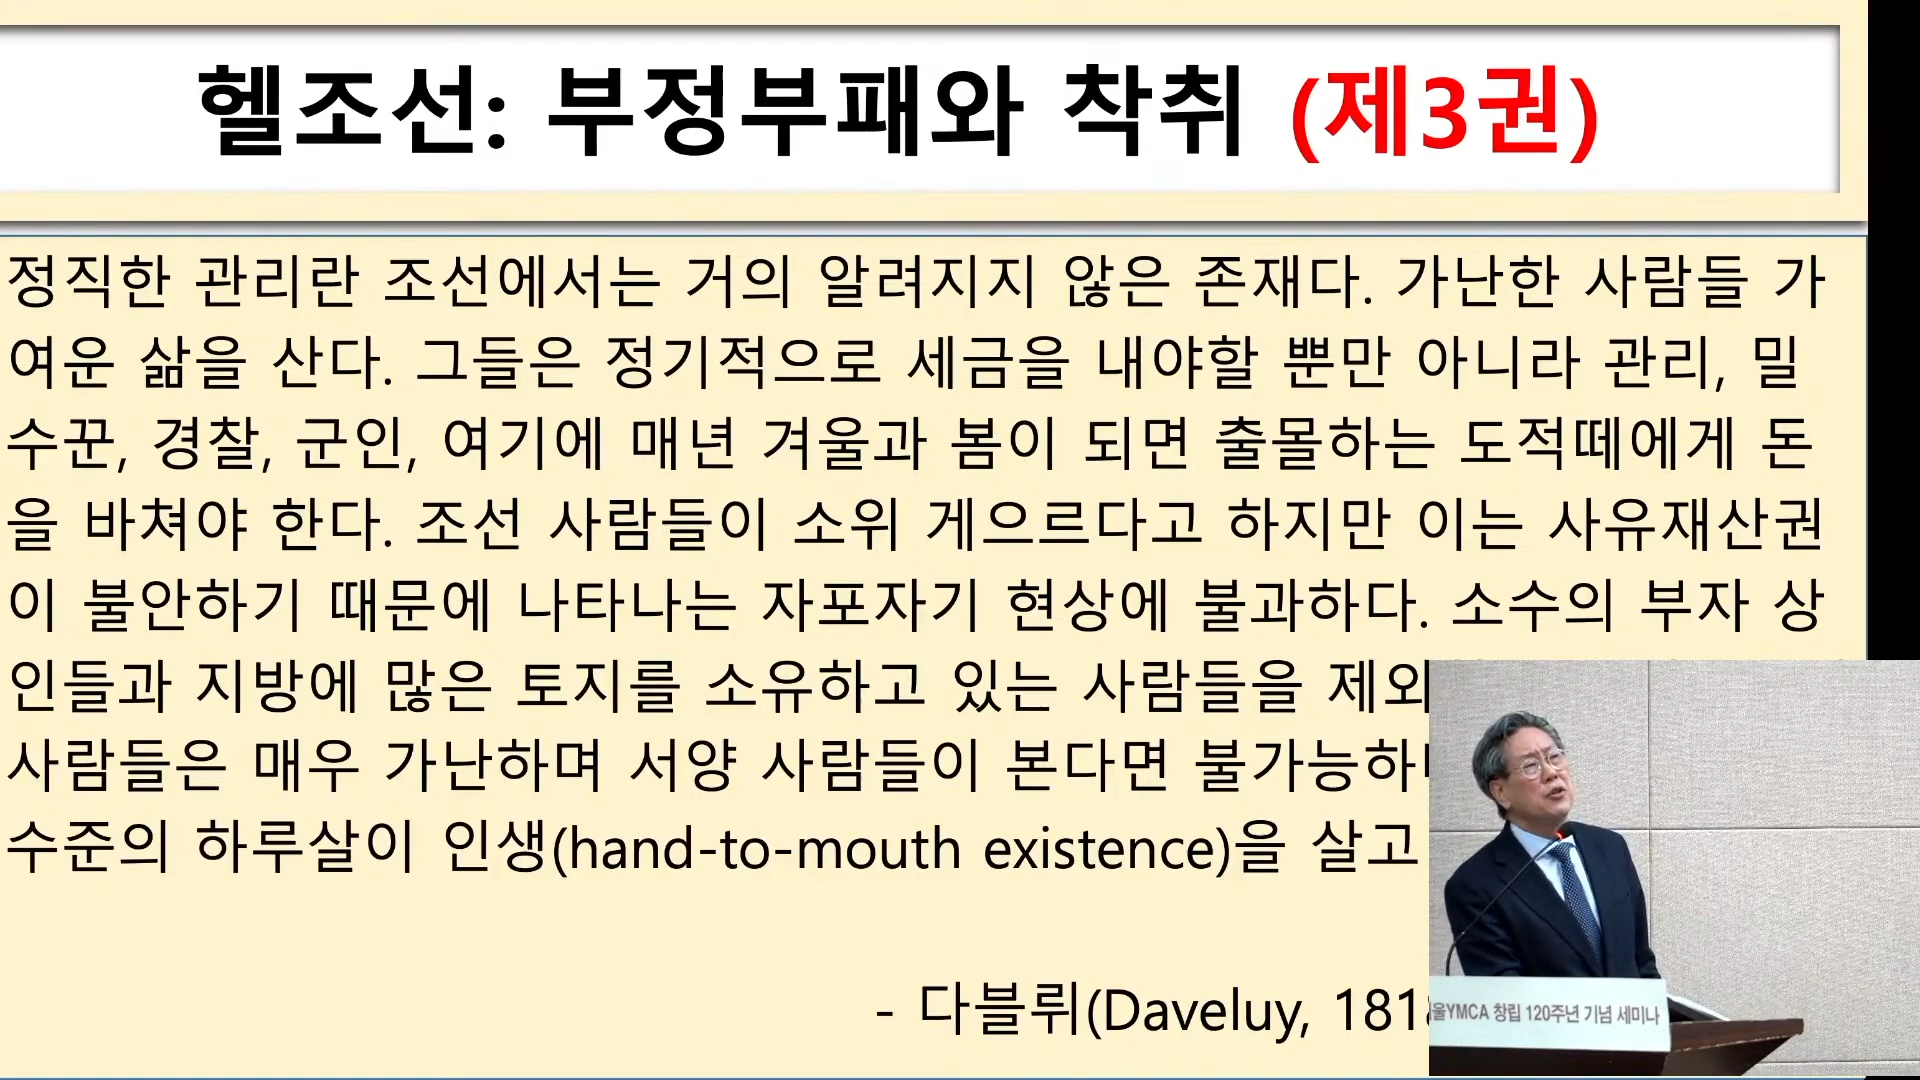 헬조선: 부정부패와 착취 (제3권)
정직한 관리란 조선에서는 거의 알려지지 않은 존재다. 가난한 사람들 가
여운 삶을 산다. 그들은 정기적으로 세금을 내야할 뿐만 아니라 관리, 밀
수꾼, 경찰, 군인, 여기에 매년 겨울과 봄이 되면 출몰하는 도적떼에게 돈
을 바쳐야 한다. 조선 사람들이 소위 게으르다고 하지만 이는 사유재산권
이 불안하기 때문에 나타나는 자포자기 현상에 불과하다. 소수의 부자 상
인들과 지방에 많은 토지를 소유하고 있는 사람들을
사람들은 매우 가난하며 서양 사람들이 본다면
수준의 하루살이 인생(hand-to-mouth existence)을 살고
- 다블뤼(Daveluy,
울YMCA 창립 120주년 기념 세미나